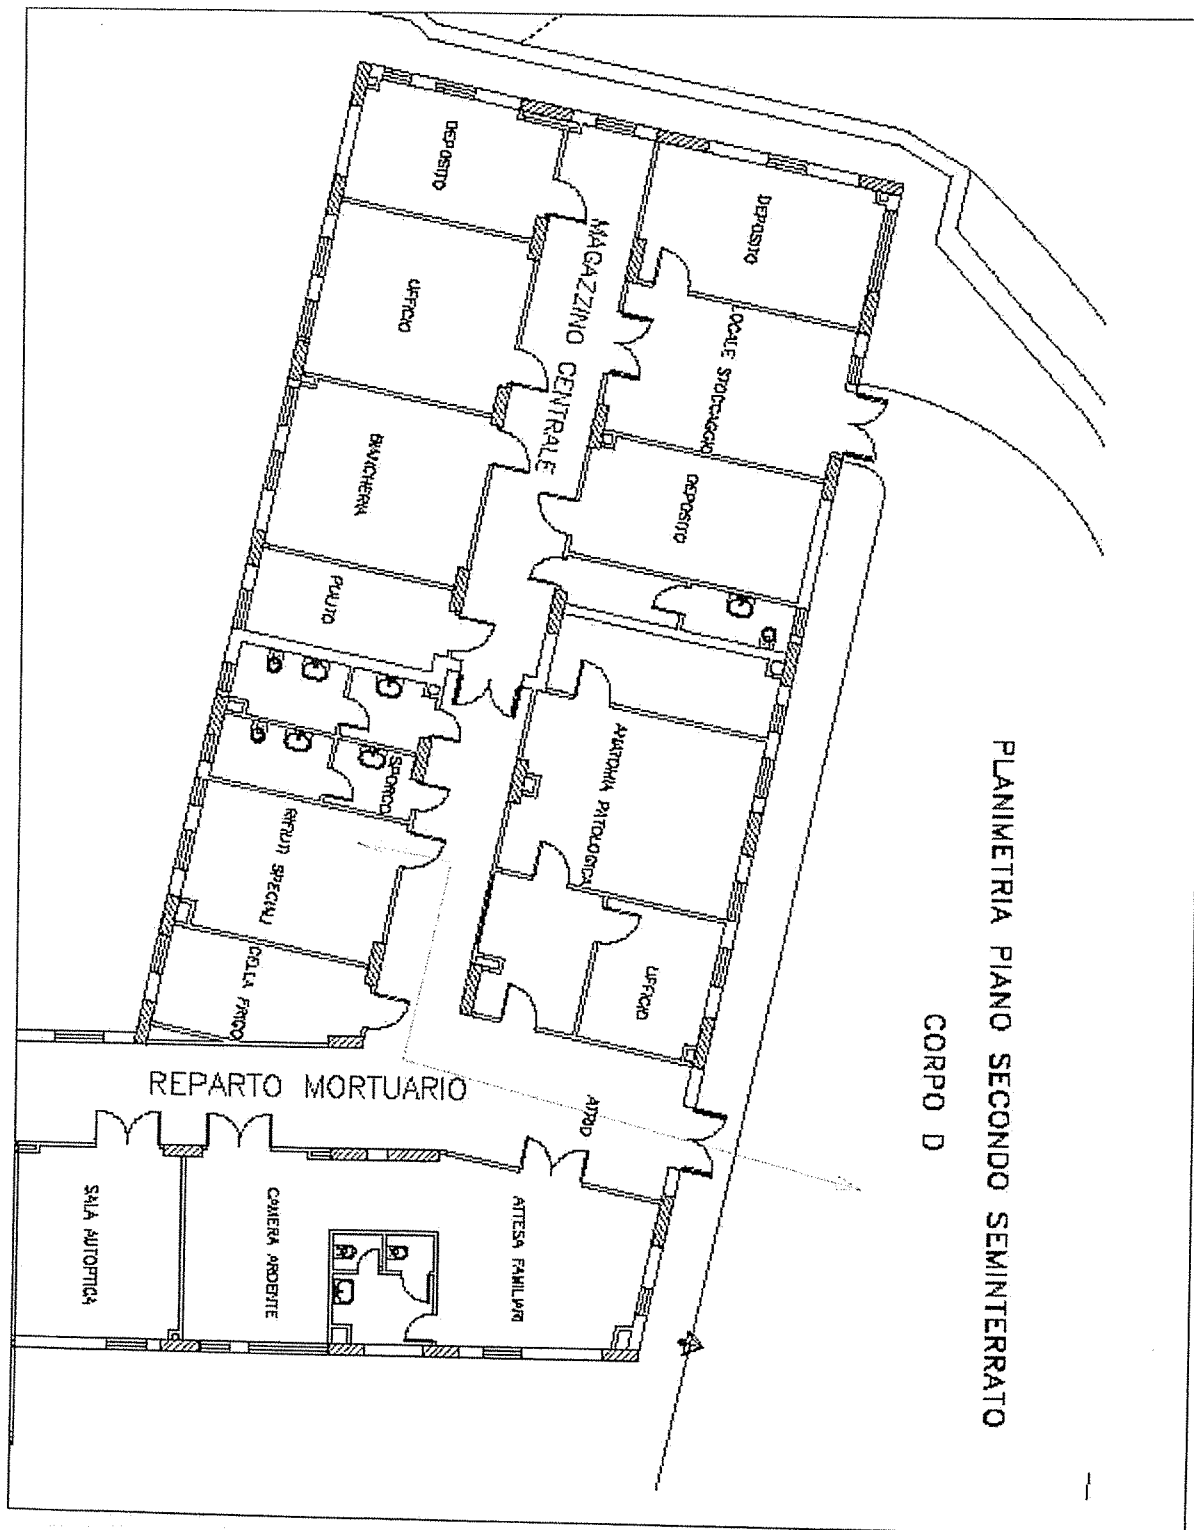 PLANIMETRIA PIANO SECONDO SEMINTERRATO
CORPO D
DEPOSITO
DEPOSITO
MAGAZZINO CENTRALE
UFFICIO
LOCALE STOCCAGGIO
BIANCHERIA
DEPOSITO
PULITO
SPORCO
ANATOMIA PATOLOGICA
RIFIUTI SPECIALI
UFFICIO
CELLA FRIGO
REPARTO MORTUARIO
ATRIO
SALA AUTOPTICA
CAMERA ARDENTE
ATTESA FAMILIARI